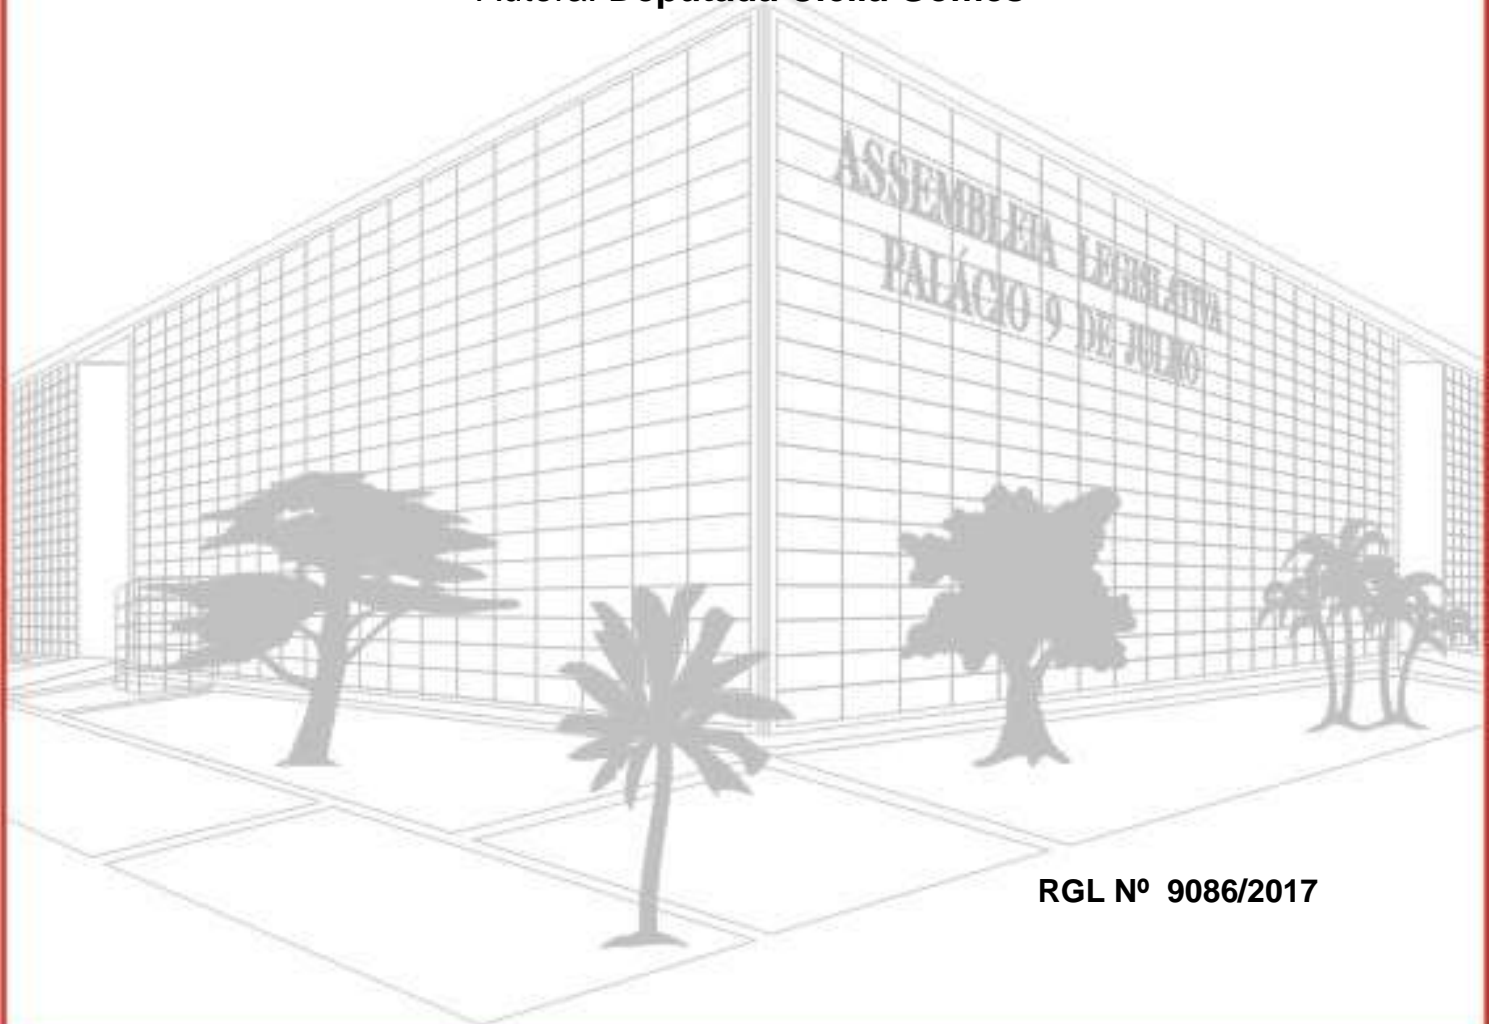 Autora: Deputada Clélia Gomes
ASSEMBLEIA LEGISLATIVA
PALÁCIO 9 DE JULHO
RGL Nº 9086/2017